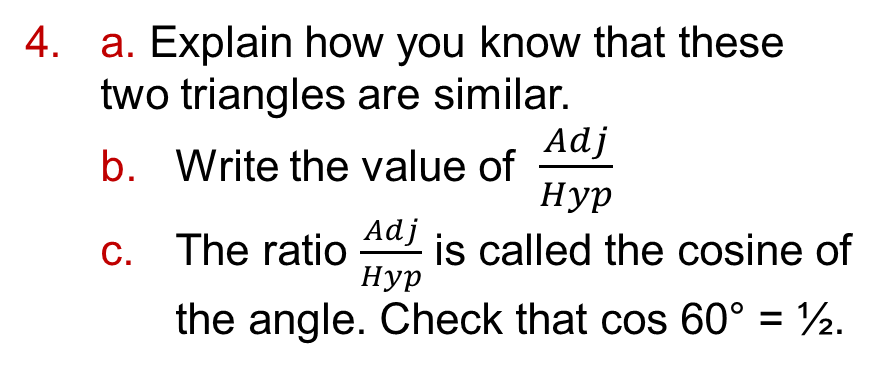 4. a. Explain how you know that these
two triangles are similar.
b. Write the value of Adj/Hyp
c. The ratio Adj/Hyp is called the cosine of
the angle. Check that cos 60° = ½.